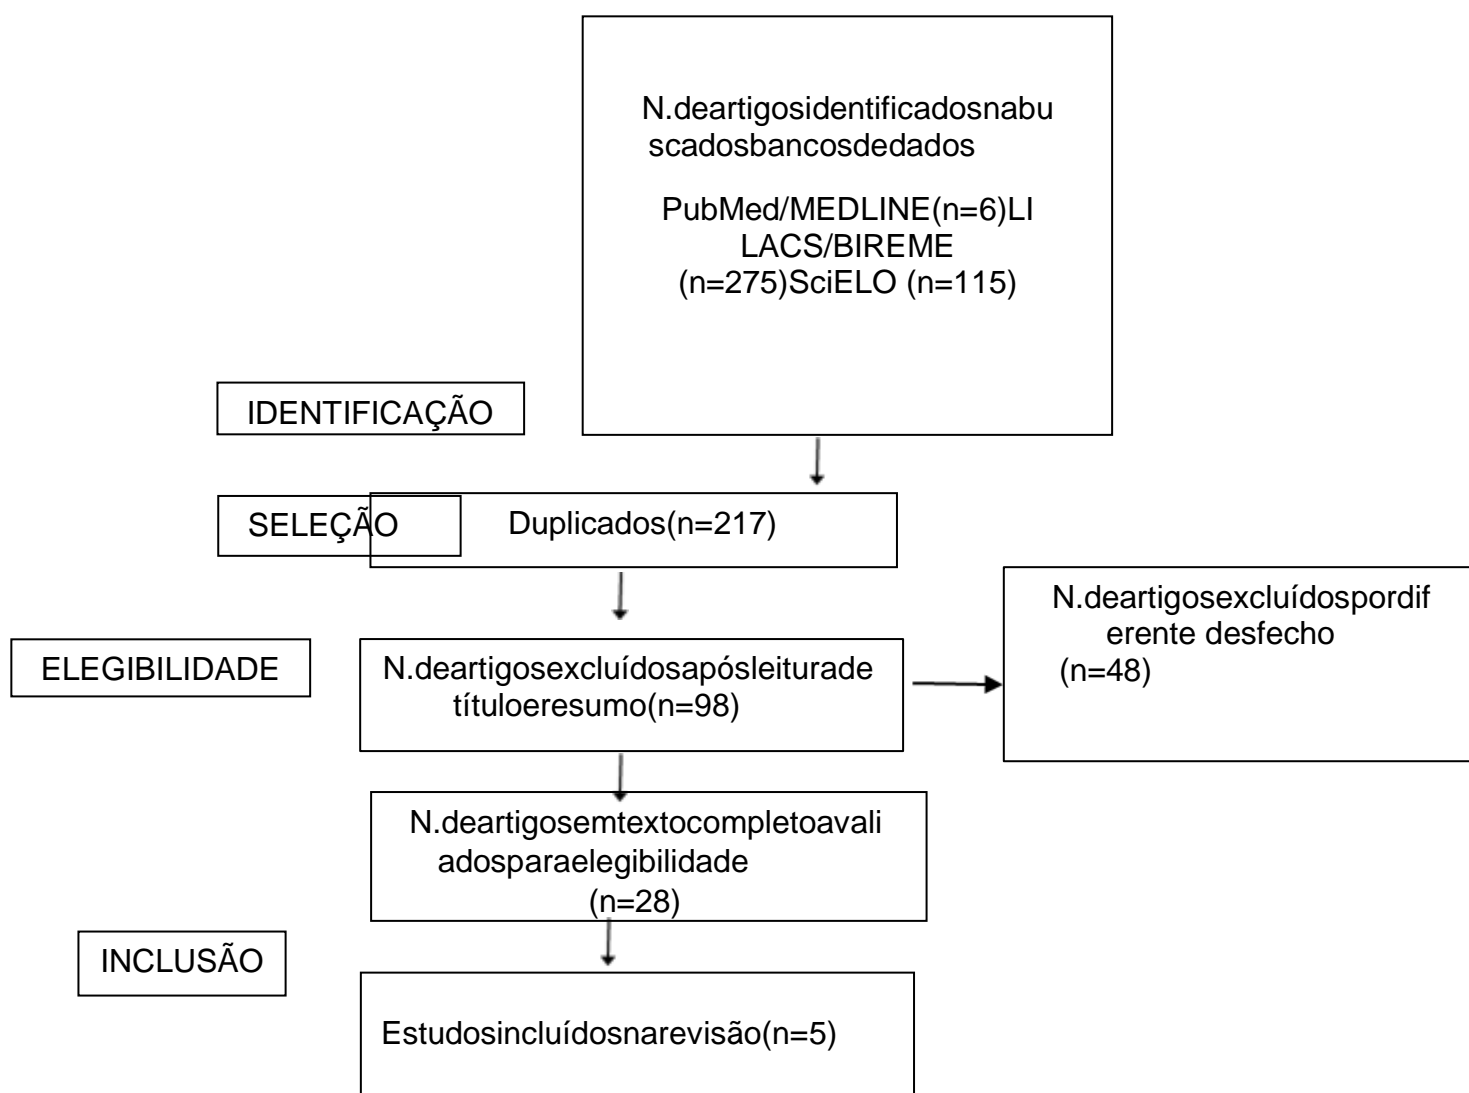 N.deartigosidentificadosnabu
scadosbancosdedados
PubMed/MEDLINE(n=6)LI
LACS/BIREME
(n=275)SciELO (n=115)
IDENTIFICAÇÃO
SELEÇÃO
Duplicados(n=217)
N.deartigosexcluídospordif
erente desfecho
(n=48)
ELEGIBILIDADE
N.deartigosexcluídosapósleiturade
títuloeresumo(n=98)
N.deartigosemtextocompletoavali
adosparaelegibilidade
(n=28)
INCLUSÃO
Estudosincluídosnarevisão(n=5)